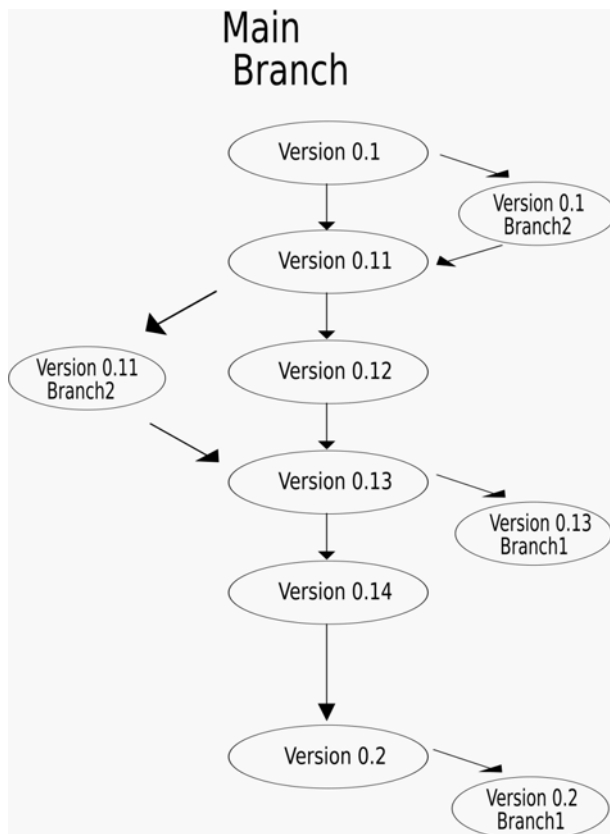 Main
Branch
Version 0.1
Version 0.1
Branch2
Version 0.11
Version 0.11
Branch2
Version 0.12
Version 0.13
Version 0.13
Branch1
Version 0.14
Version 0.2
Version 0.2
Branch1